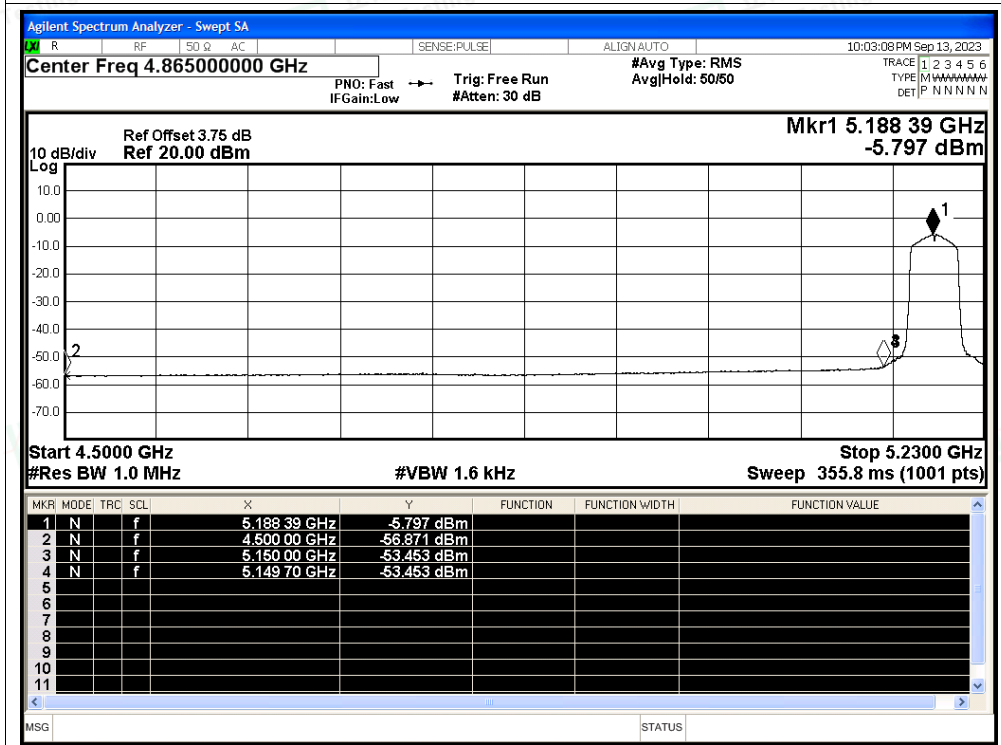 Agilent Spectrum Analyzer - Swept SA
LXI R RF 50 Ω AC SENSE:PULSE ALIGN AUTO 10:03:08 PM Sep 13, 2023
Center Freq 4.865000000 GHz #Avg Type: RMS TRACE 1 2 3 4 5 6
PNO: Fast Trig: Free Run Avg|Hold: 50/50 TYPE M WWWWW
IFGain:Low #Atten: 30 dB DET P N N N N N
Mkr1 5.188 39 GHz
Ref Offset 3.75 dB
10 dB/div Ref 20.00 dBm -5.797 dBm
Log
10.0
0.00
-10.0
-20.0
-30.0
-40.0
-50.0
-60.0
-70.0
1
2
Start 4.5000 GHz Stop 5.2300 GHz
#Res BW 1.0 MHz #VBW 1.6 kHz Sweep 355.8 ms (1001 pts)
MKR MODE TRC SCL X Y FUNCTION FUNCTION WIDTH FUNCTION VALUE
1 N f 5.188 39 GHz -5.797 dBm
2 N f 4.500 00 GHz -56.871 dBm
3 N f 5.150 00 GHz -53.453 dBm
4 N f 5.149 70 GHz -53.453 dBm
5
6
7
8
9
10
11
MSG STATUS